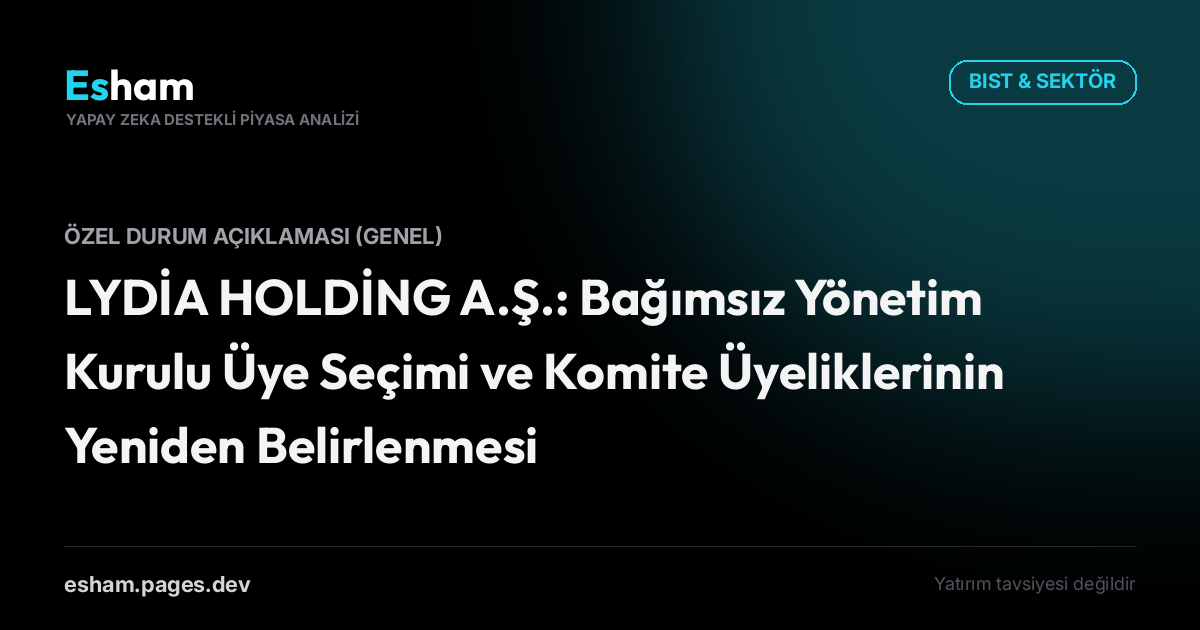 Esham
BIST & SEKTÖR
YAPAY ZEKA DESTEKLİ PİYASA ANALİZİ
ÖZEL DURUM AÇIKLAMASI (GENEL)
LYDİA HOLDİNG A.Ş.: Bağımsız Yönetim
Kurulu Üye Seçimi ve Komite Üyeliklerinin
Yeniden Belirlenmesi
esham.pages.dev
Yatırım tavsiyesi değildir